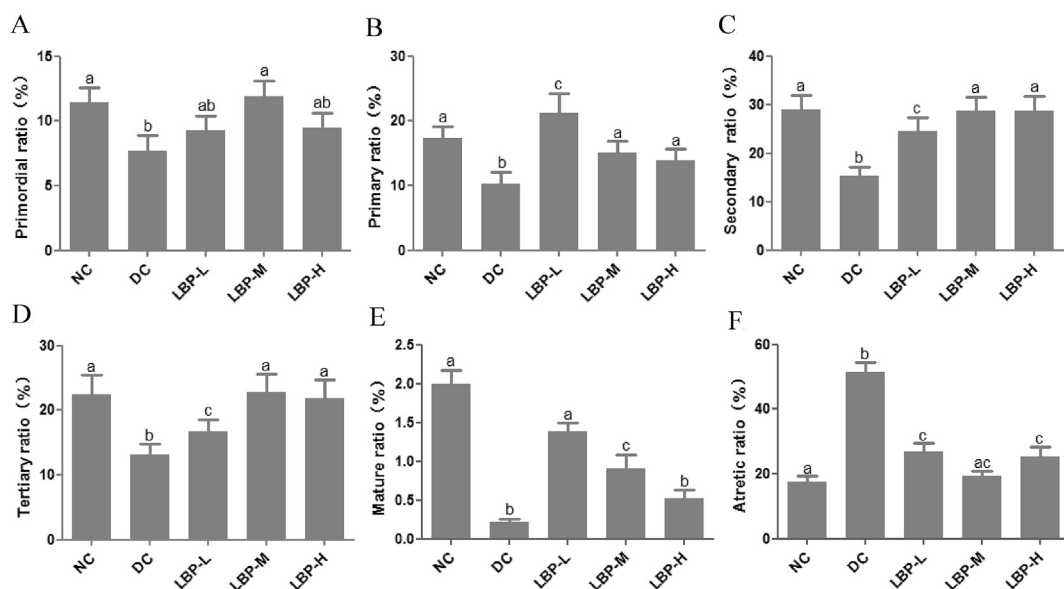 A
Primordial ratio (%)
15
10
5
0
a
b
ab
a
ab
NC
DC
LBP-L
LBP-M
LBP-H
B
Primary ratio (%)
30
20
10
0
a
b
c
a
a
NC
DC
LBP-L
LBP-M
LBP-H
C
Secondary ratio (%)
40
30
20
10
0
a
b
c
a
a
NC
DC
LBP-L
LBP-M
LBP-H
D
Tertiary ratio (%)
30
20
10
0
a
b
c
a
a
NC
DC
LBP-L
LBP-M
LBP-H
E
Mature ratio (%)
2.5
2.0
1.5
1.0
0.5
0.0
a
b
a
c
b
NC
DC
LBP-L
LBP-M
LBP-H
F
Atretic ratio (%)
60
40
20
0
a
b
c
ac
c
NC
DC
LBP-L
LBP-M
LBP-H